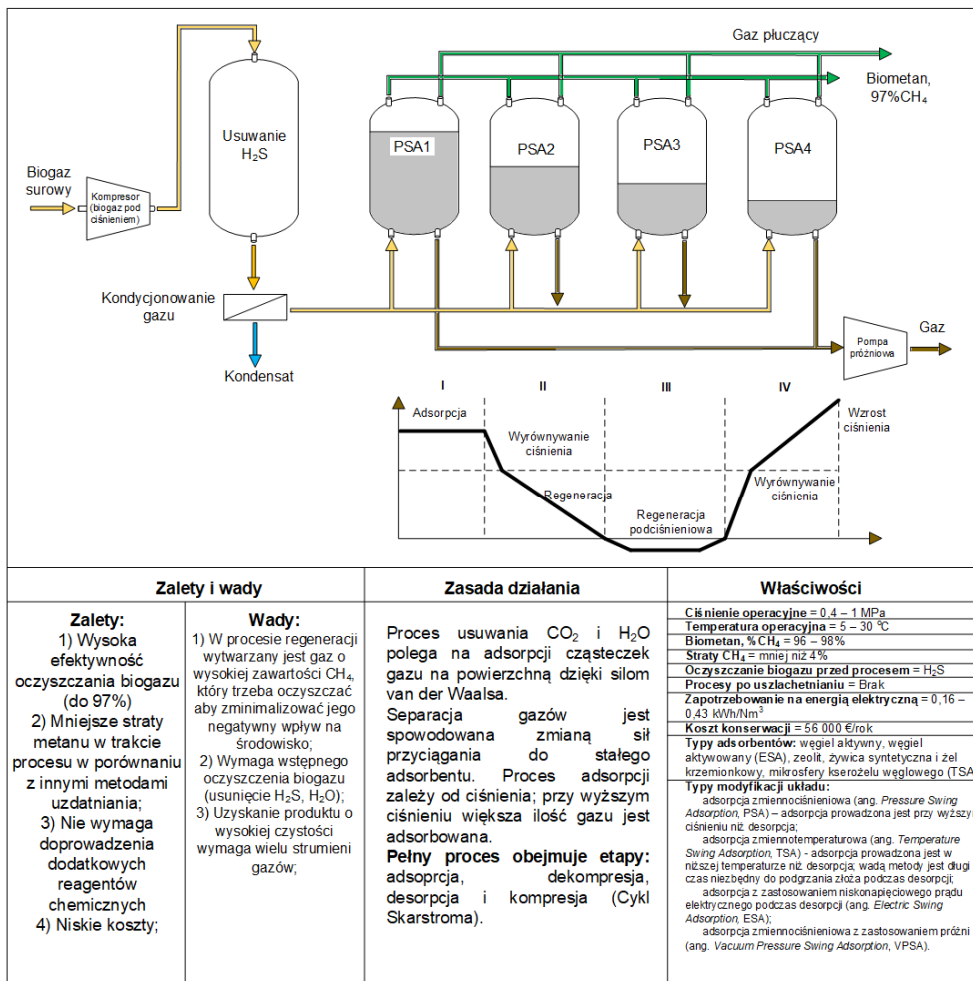 Gaz płuczący
Biometan,
97%CH₄
Usuwanie
H₂S
PSA1
PSA2
PSA3
PSA4
Biogaz
surowy
Kompresor
(biogaz pod
ciśnieniem)
Kondycjonowanie
gazu
Kondensat
Pompa
próżniowa
Gaz
I
II
III
IV
Adsorpcja
Wyrównywanie
ciśnienia
Regeneracja
Regeneracja
podciśnieniowa
Wzrost
ciśnienia
Wyrównywanie
ciśnienia
Zalety i wady
Zalety:
1) Wysoka
efektywność
oczyszczania biogazu
(do 97%)
2) Mniejsze straty
metanu w trakcie
procesu w porównaniu
z innymi metodami
uzdatniania;
3) Nie wymaga
doprowadzenia
dodatkowych
reagentów
chemicznych
4) Niskie koszty;
Wady:
1) W procesie regeneracji
wytwarzany jest gaz o
wysokiej zawartości CH₄,
który trzeba oczyszczać
aby zminimalizować jego
negatywny wpływ na
środowisko;
2) Wymaga wstępnego
oczyszczenia biogazu
(usunięcie H₂S, H₂O);
3) Uzyskanie produktu o
wysokiej czystości
wymaga wielu strumieni
gazów;
Zasada działania
Proces usuwania CO₂ i H₂O
polega na adsorpcji cząsteczek
gazu na powierzchną dzięki silom
van der Waalsa.
Separacja gazów jest
spowodowana zmianą sił
przyciągania do stałego
adsorbentu. Proces adsorpcji
zależy od ciśnienia; przy wyższym
ciśnieniu większa ilość gazu jest
adsorbowana.
Pełny proces obejmuje etapy:
adsoprcja, dekompresja,
desorpcja i kompresja (Cykl
Skarstroma).
Właściwości
Ciśnienie operacyjne = 0,4 – 1 MPa
Temperatura operacyjna = 5 – 30 °C
Biometan, %CH₄ = 96 – 98%
Straty CH₄ = mniej niż 4%
Oczyszczanie biogazu przed procesem = H₂S
Procesy po uszlachetnianiu = Brak
Zapotrzebowanie na energię elektryczną = 0,16 –
0,43 kWh/Nm³
Koszt konserwacji = 56 000 €/rok
Typy adsorbentów: węgiel aktywny, węgiel
aktywowany (ESA), zeolit, żywica syntetyczna i żel
krzemionkowy, mikrosfery kserożelu węglowego (TSA
Typy modyfikacji układu:
adsorpcja zmiennociśnieniowa (ang. Pressure Swing
Adsorption, PSA) – adsorpcja prowadzona jest przy wyższym
ciśnieniu niż desorpcja;
adsorpcja zmiennotemperaturowa (ang. Temperature
Swing Adsorption, TSA) - adsorpcja prowadzona jest w
niższej temperaturze niż desorpcja; wadą metody jest długi
czas niezbędny do podgrzania złoża podczas desorpcji;
adsorpcja z zastosowaniem niskonapięciowego prądu
elektrycznego podczas desorpcji (ang. Electric Swing
Adsorption, ESA);
adsorpcja zmiennociśnieniowa z zastosowaniem próżni
(ang. Vacuum Pressure Swing Adsorption, VPSA).